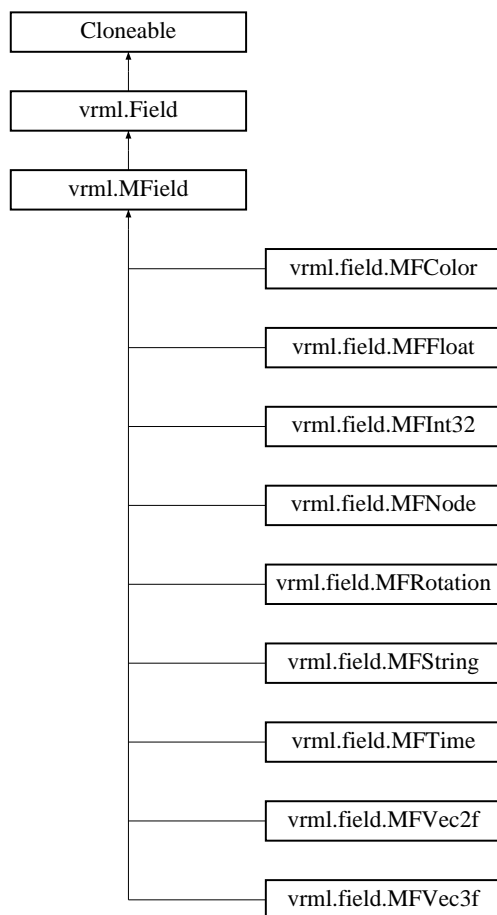 Cloneable
vrml.Field
vrml.MField
vrml.field.MFColor
vrml.field.MFFloat
vrml.field.MFInt32
vrml.field.MFNode
vrml.field.MFRotation
vrml.field.MFString
vrml.field.MFTime
vrml.field.MFVec2f
vrml.field.MFVec3f